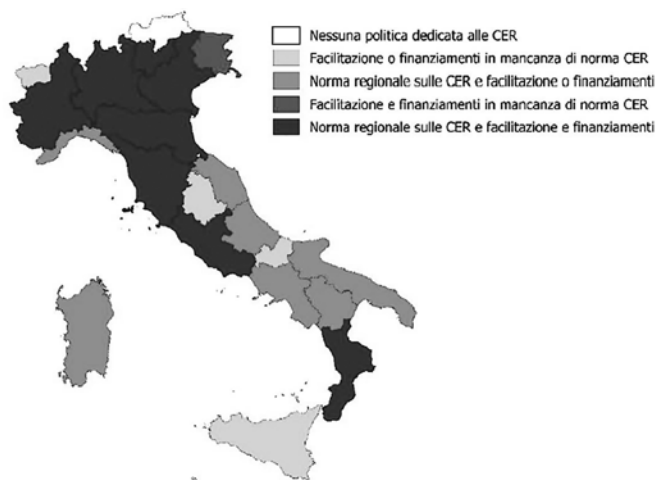 Nessuna politica dedicata alle CER
Facilitazione o finanziamenti in mancanza di norma CER
Norma regionale sulle CER e facilitazione o finanziamenti
Facilitazione e finanziamenti in mancanza di norma CER
Norma regionale sulle CER e facilitazione e finanziamenti